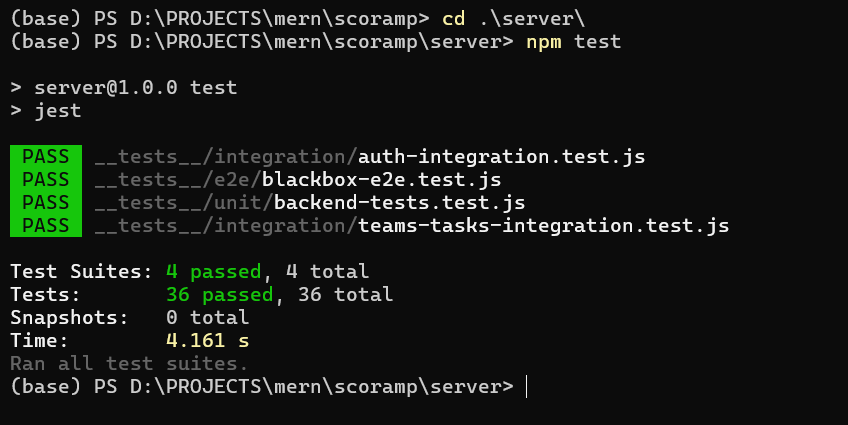 (base) PS D:\PROJECTS\mern\scoramp> cd .\server\
(base) PS D:\PROJECTS\mern\scoramp\server> npm test
> server@1.0.0 test
> jest
PASS __tests__/integration/auth-integration.test.js
PASS __tests__/e2e/blackbox-e2e.test.js
PASS __tests__/unit/backend-tests.test.js
PASS __tests__/integration/teams-tasks-integration.test.js
Test Suites: 4 passed, 4 total
Tests:       36 passed, 36 total
Snapshots:   0 total
Time:        4.161 s
Ran all test suites.
(base) PS D:\PROJECTS\mern\scoramp\server>